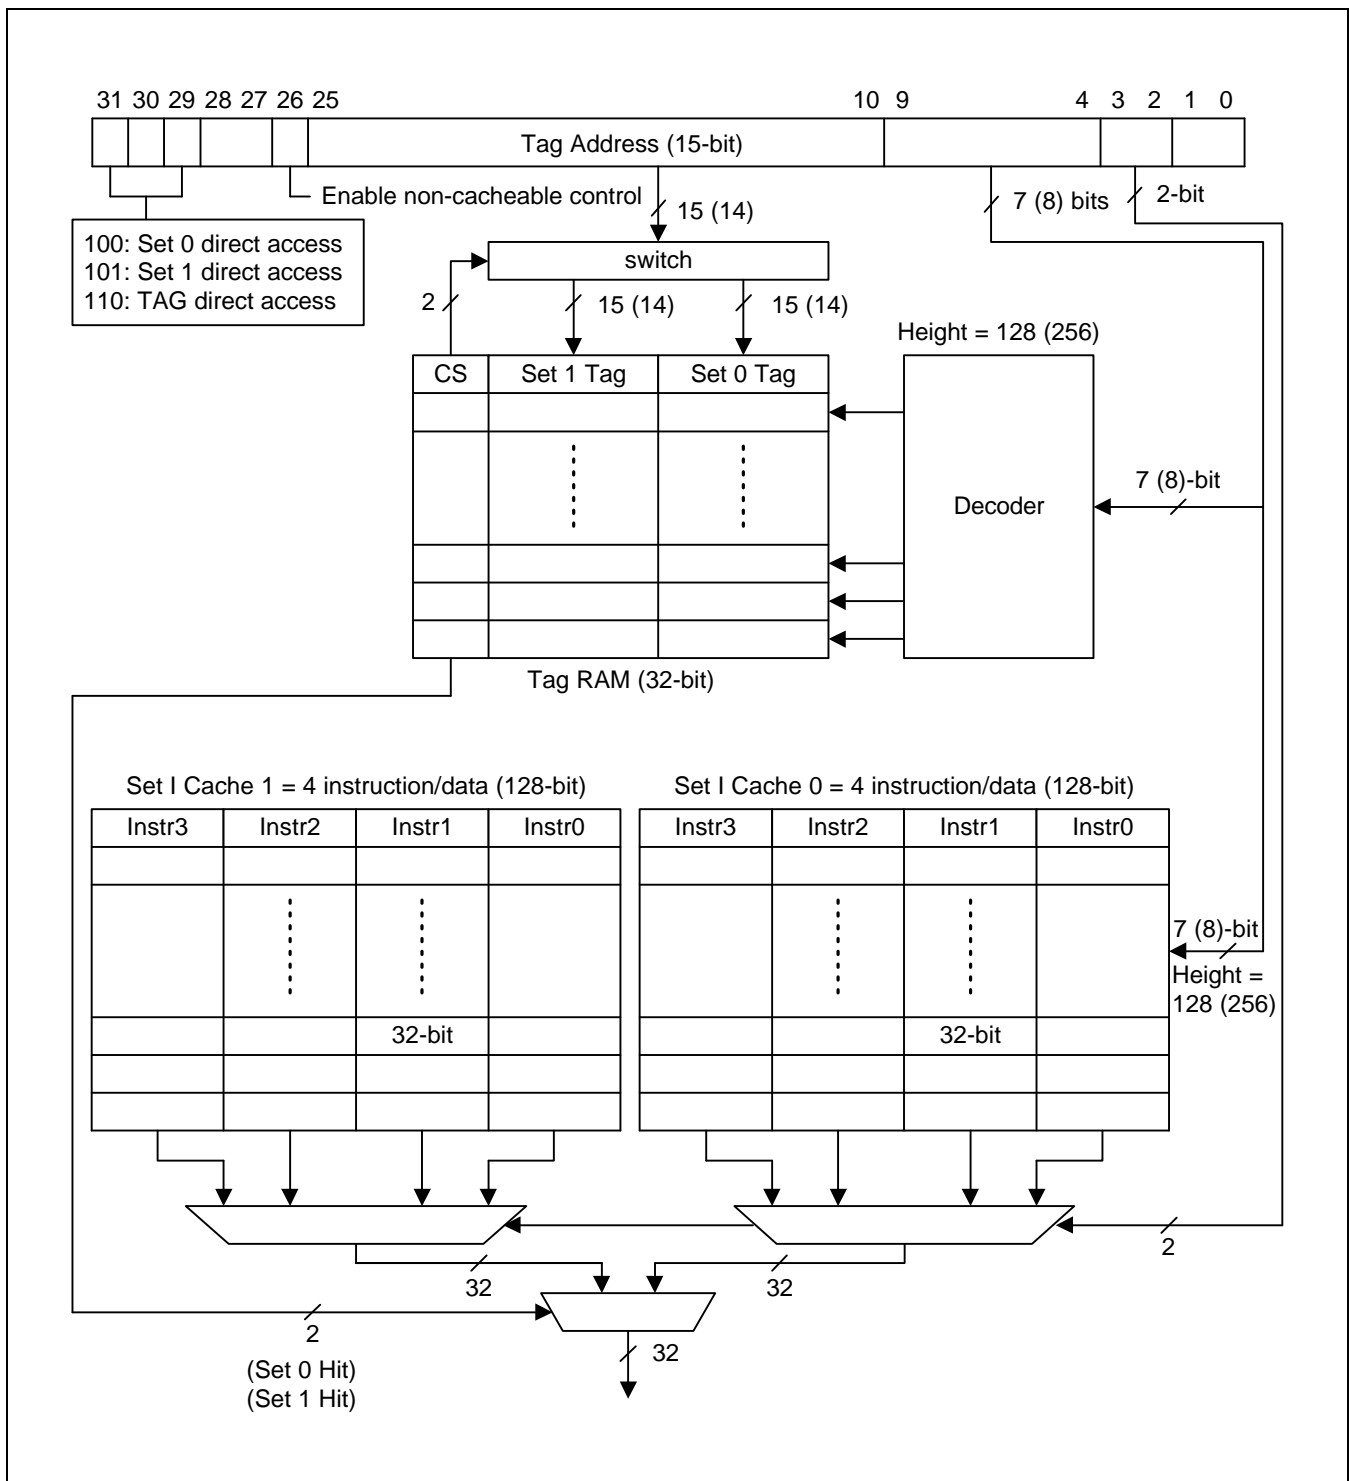 31 30 29 28 27 26 25 10 9 4 3 2 1 0
Tag Address (15-bit)
Enable non-cacheable control
15 (14)
7 (8) bits
2-bit
100: Set 0 direct access
101: Set 1 direct access
110: TAG direct access
switch
2
15 (14)
15 (14)
Height = 128 (256)
CS
Set 1 Tag
Set 0 Tag
Decoder
7 (8)-bit
Tag RAM (32-bit)
Set I Cache 1 = 4 instruction/data (128-bit)
Set I Cache 0 = 4 instruction/data (128-bit)
Instr3
Instr2
Instr1
Instr0
Instr3
Instr2
Instr1
Instr0
7 (8)-bit
Height =
128 (256)
32-bit
32-bit
2
32
32
2
(Set 0 Hit)
(Set 1 Hit)
32